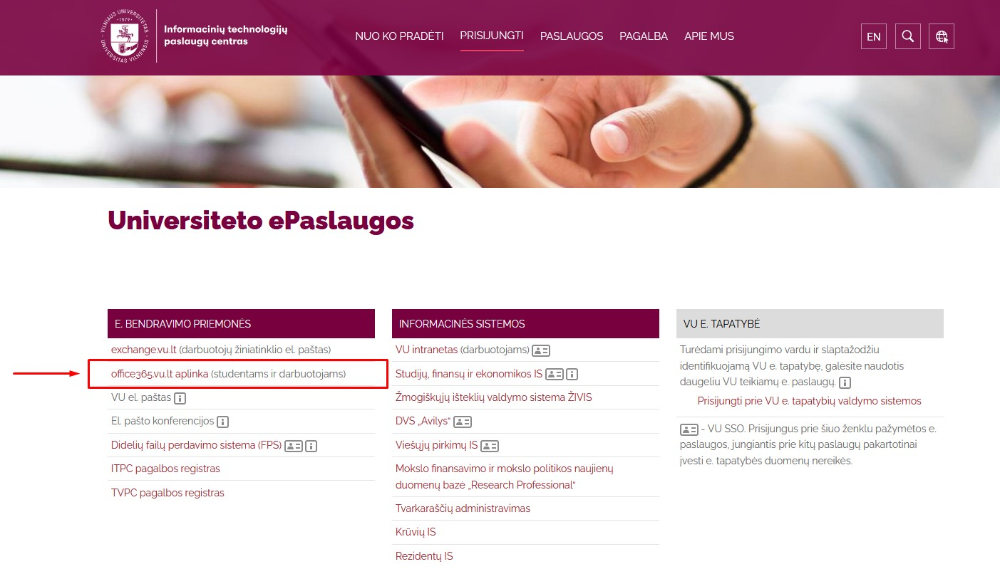 VILNIAUS UNIVERSITETAS
1579
UNIVERSITAS VILNENSIS
Informacinių technologijų
paslaugų centras
NUO KO PRADĖTI
PRISIJUNGTI
PASLAUGOS
PAGALBA
APIE MUS
EN
Universiteto ePaslaugos
E. BENDRAVIMO PRIEMONĖS
exchange.vu.lt (darbuotojų žiniatinklio el. paštas)
office365.vu.lt aplinka (studentams ir darbuotojams)
VU el. paštas
El. pašto konferencijos
Didelių failų perdavimo sistema (FPS)
ITPC pagalbos registras
TVPC pagalbos registras
INFORMACINĖS SISTEMOS
VU intranetas (darbuotojams)
Studijų, finansų ir ekonomikos IS
Žmogiškųjų išteklių valdymo sistema ŽIVIS
DVS „Avilys“
Viešųjų pirkimų IS
Mokslo finansavimo ir mokslo politikos naujienų
duomenų bazė „Research Professional“
Tvarkaraščių administravimas
Krūvių IS
Rezidentų IS
VU E. TAPATYBĖ
Turėdami prisijungimo vardu ir slaptažodžiu
identifikuojamą VU e. tapatybę, galėsite naudotis
daugeliu VU teikiamų e. paslaugų.
Prisijungti prie VU e. tapatybių valdymo sistemos
- VU SSO. Prisijungus prie šiuo ženklu pažymėtos e.
paslaugos, jungiantis prie kitų paslaugų pakartotinai
įvesti e. tapatybės duomenų nereikės.